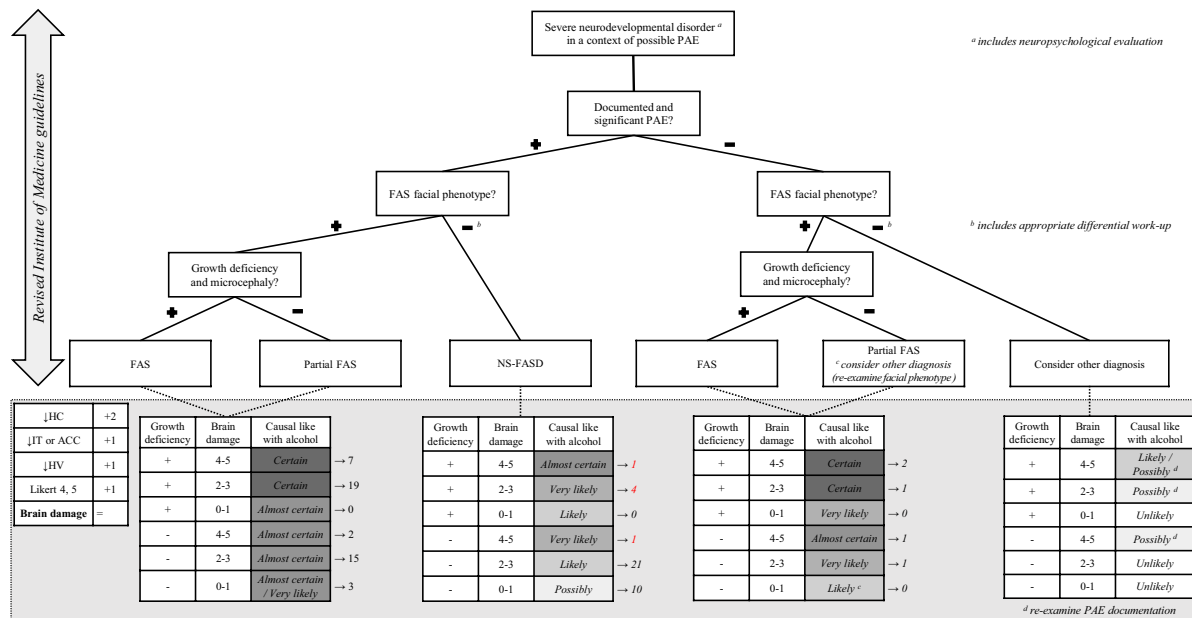 Revised Institute of Medicine guidelines
Severe neurodevelopmental disorder a
in a context of possible PAE
a includes neuropsychological evaluation
Documented and
significant PAE?
+
-
FAS facial phenotype?
FAS facial phenotype?
+
- b
+
- b
b includes appropriate differential work-up
Growth deficiency
and microcephaly?
Growth deficiency
and microcephaly?
+
-
+
-
FAS
Partial FAS
NS-FASD
FAS
Partial FAS
c consider other diagnosis
(re-examine facial phenotype)
Consider other diagnosis
↓HC +2
↓IT or ACC +1
↓HV +1
Likert 4, 5 +1
Brain damage =
Growth deficiency Brain damage Causal like with alcohol
+ 4-5 Certain → 7
+ 2-3 Certain → 19
+ 0-1 Almost certain → 0
- 4-5 Almost certain → 2
- 2-3 Almost certain → 15
- 0-1 Almost certain / Very likely → 3
Growth deficiency Brain damage Causal like with alcohol
+ 4-5 Almost certain → 1
+ 2-3 Very likely → 4
+ 0-1 Likely → 0
- 4-5 Very likely → 1
- 2-3 Likely → 21
- 0-1 Possibly → 10
Growth deficiency Brain damage Causal like with alcohol
+ 4-5 Certain → 2
+ 2-3 Certain → 1
+ 0-1 Very likely → 0
- 4-5 Almost certain → 1
- 2-3 Very likely → 1
- 0-1 Likely c → 0
Growth deficiency Brain damage Causal like with alcohol
+ 4-5 Likely / Possibly d
+ 2-3 Possibly d
+ 0-1 Unlikely
- 4-5 Possibly d
- 2-3 Unlikely
- 0-1 Unlikely
d re-examine PAE documentation